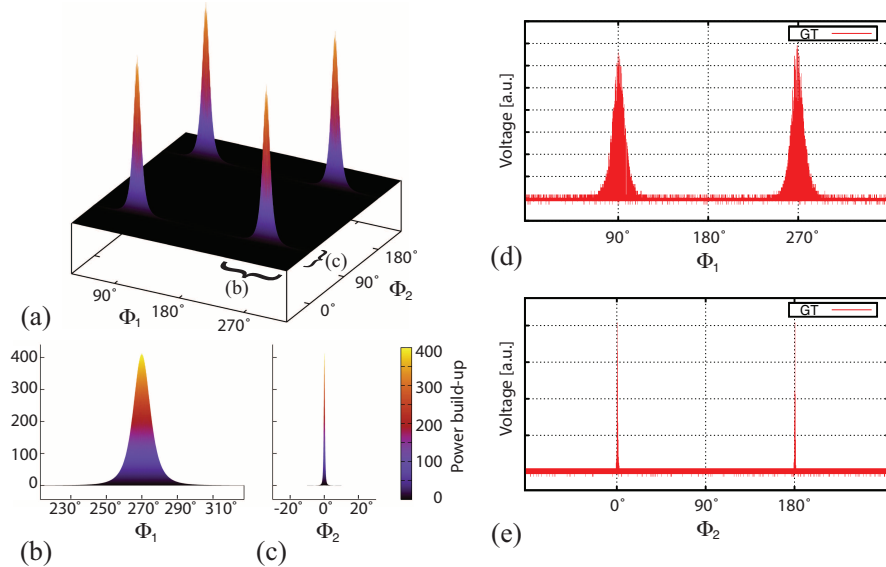 (a)
90°
180°
270°
Φ1
0°
90°
180°
Φ2
(b)
(c)
400
300
200
100
0
230° 250° 270° 290° 310°
Φ1
(b)
-20° 0° 20°
Φ2
(c)
400
300
200
100
0
Power build-up
GT
Voltage [a.u.]
90° 180° 270°
Φ1
(d)
GT
Voltage [a.u.]
0° 90° 180°
Φ2
(e)